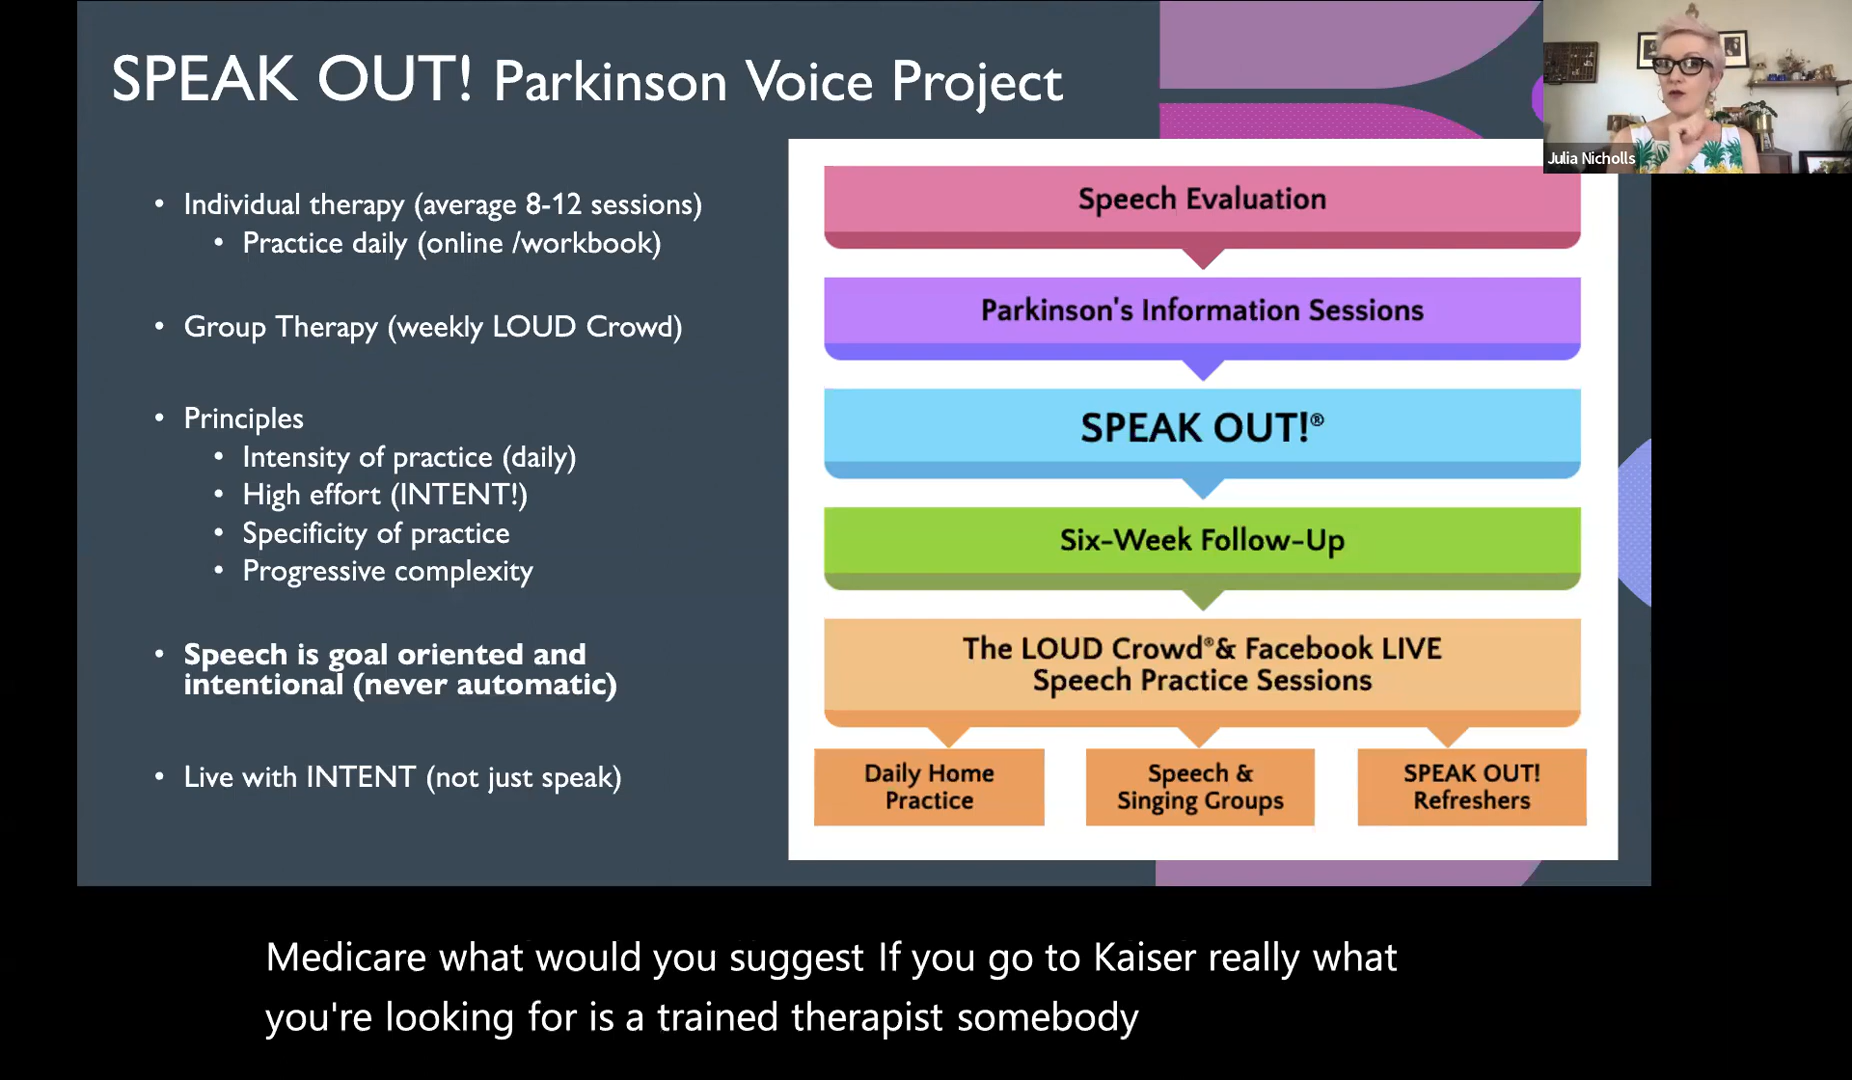 SPEAK OUT! Parkinson Voice Project
• Individual therapy (average 8-12 sessions)
• Practice daily (online /workbook)
• Group Therapy (weekly LOUD Crowd)
• Principles
• Intensity of practice (daily)
• High effort (INTENT!)
• Specificity of practice
• Progressive complexity
• Speech is goal oriented and
intentional (never automatic)
• Live with INTENT (not just speak)
Speech Evaluation
Parkinson's Information Sessions
SPEAK OUT!®
Six-Week Follow-Up
The LOUD Crowd®& Facebook LIVE
Speech Practice Sessions
Daily Home
Practice
Speech &
Singing Groups
SPEAK OUT!
Refreshers
Julia Nicholls
Medicare what would you suggest If you go to Kaiser really what
you're looking for is a trained therapist somebody